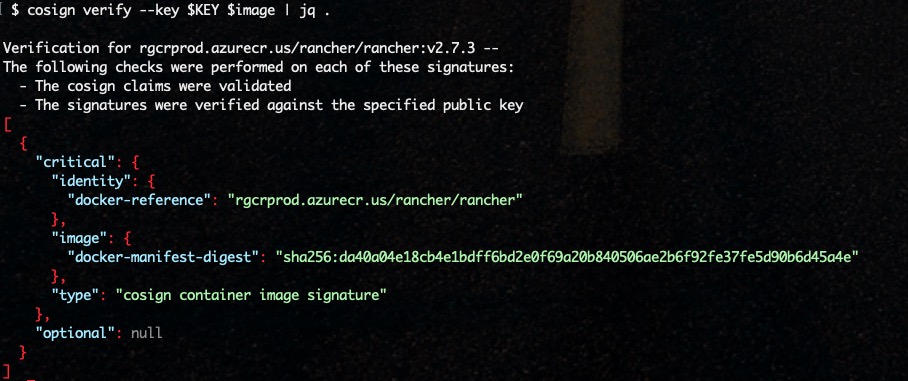 $ cosign verify --key $KEY $image | jq .
Verification for rgcrprod.azurecr.us/rancher/rancher:v2.7.3 --
The following checks were performed on each of these signatures:
  - The cosign claims were validated
  - The signatures were verified against the specified public key
[
  {
    "critical": {
      "identity": {
        "docker-reference": "rgcrprod.azurecr.us/rancher/rancher"
      },
      "image": {
        "docker-manifest-digest": "sha256:da40a04e18cb4e1bdff6bd2e0f69a20b840506ae2b6f92fe37fe5d90b6d45a4e"
      },
      "type": "cosign container image signature"
    },
    "optional": null
  }
]